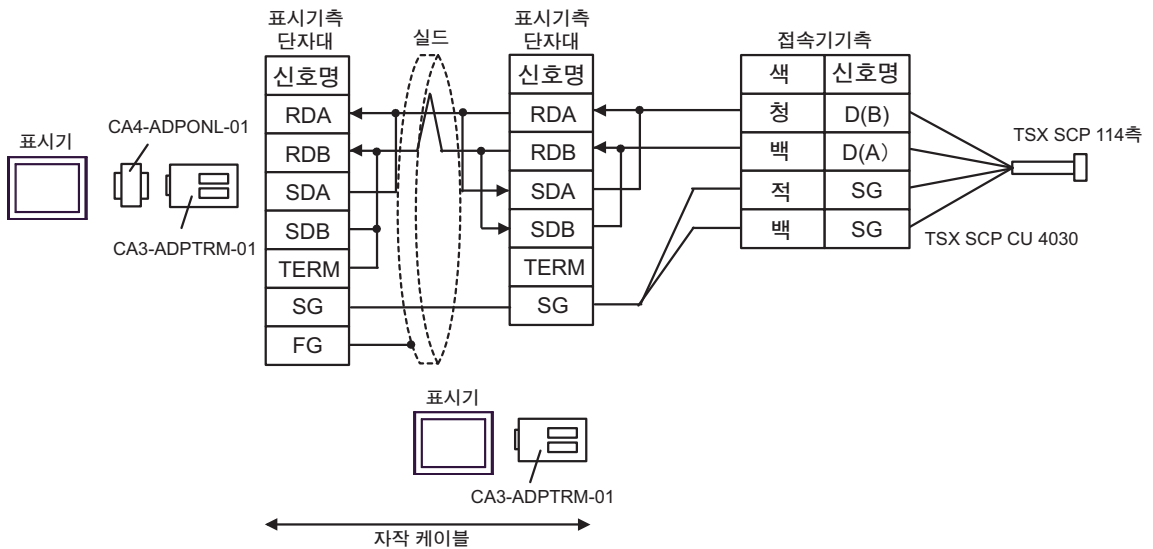 표시기측
단자대
실드
표시기측
단자대
접속기기측
표시기
CA4-ADPONL-01
CA3-ADPTRM-01
신호명
RDA
RDB
SDA
SDB
TERM
SG
FG
신호명
RDA
RDB
SDA
SDB
TERM
SG
색 신호명
청 D(B)
백 D(A)
적 SG
백 SG
TSX SCP 114측
TSX SCP CU 4030
표시기
CA3-ADPTRM-01
자작 케이블